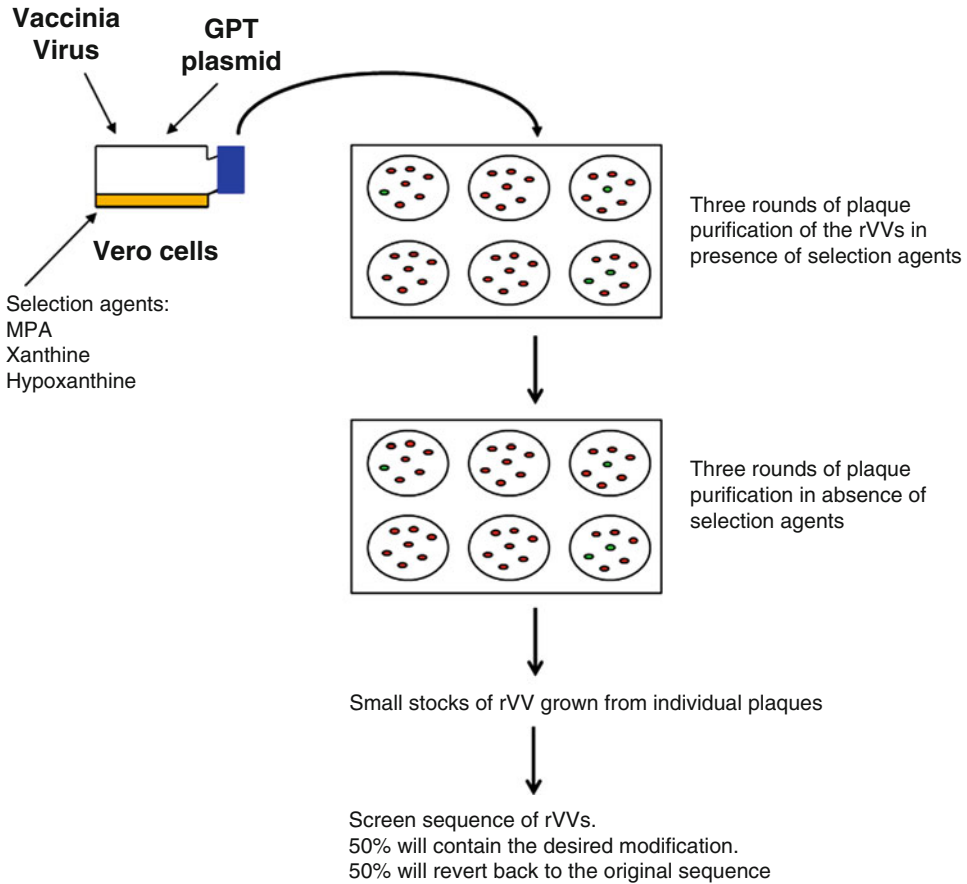 Vaccinia
Virus
GPT
plasmid
Vero cells
Selection agents:
MPA
Xanthine
Hypoxanthine
Three rounds of plaque
purification of the rVVs in
presence of selection agents
Three rounds of plaque
purification in absence of
selection agents
Small stocks of rVV grown from individual plaques
Screen sequence of rVVs.
50% will contain the desired modification.
50% will revert back to the original sequence